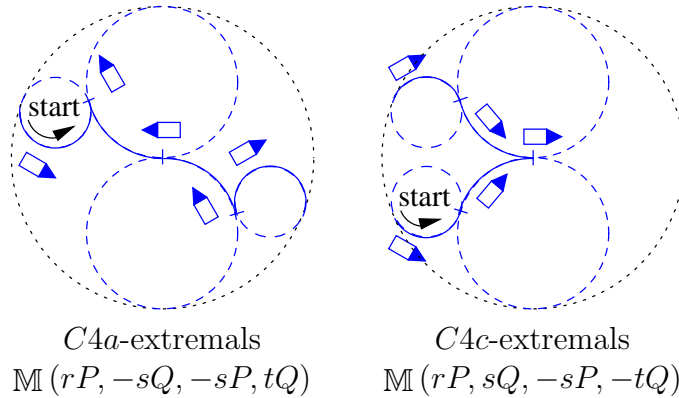 start
start
C4a-extremals
𝕄 (rP, −sQ, −sP, tQ)
C4c-extremals
𝕄 (rP, sQ, −sP, −tQ)